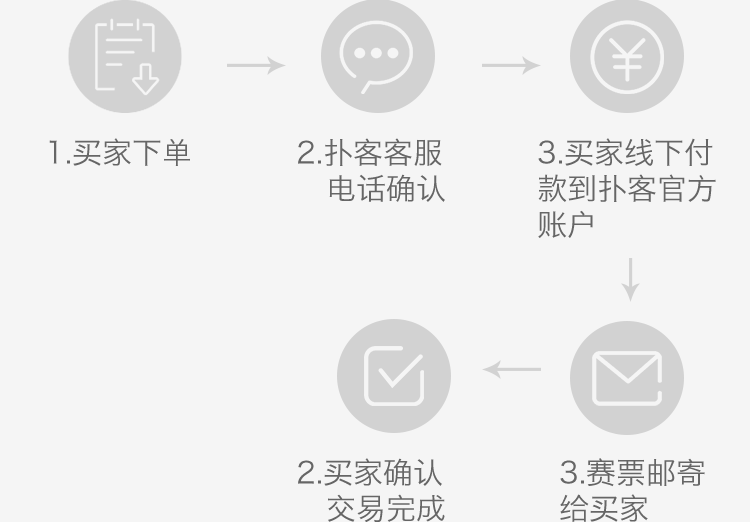 1.买家下单
2.扑客客服
电话确认
3.买家线下付
款到扑客官方
账户
2.买家确认
交易完成
3.赛票邮寄
给买家